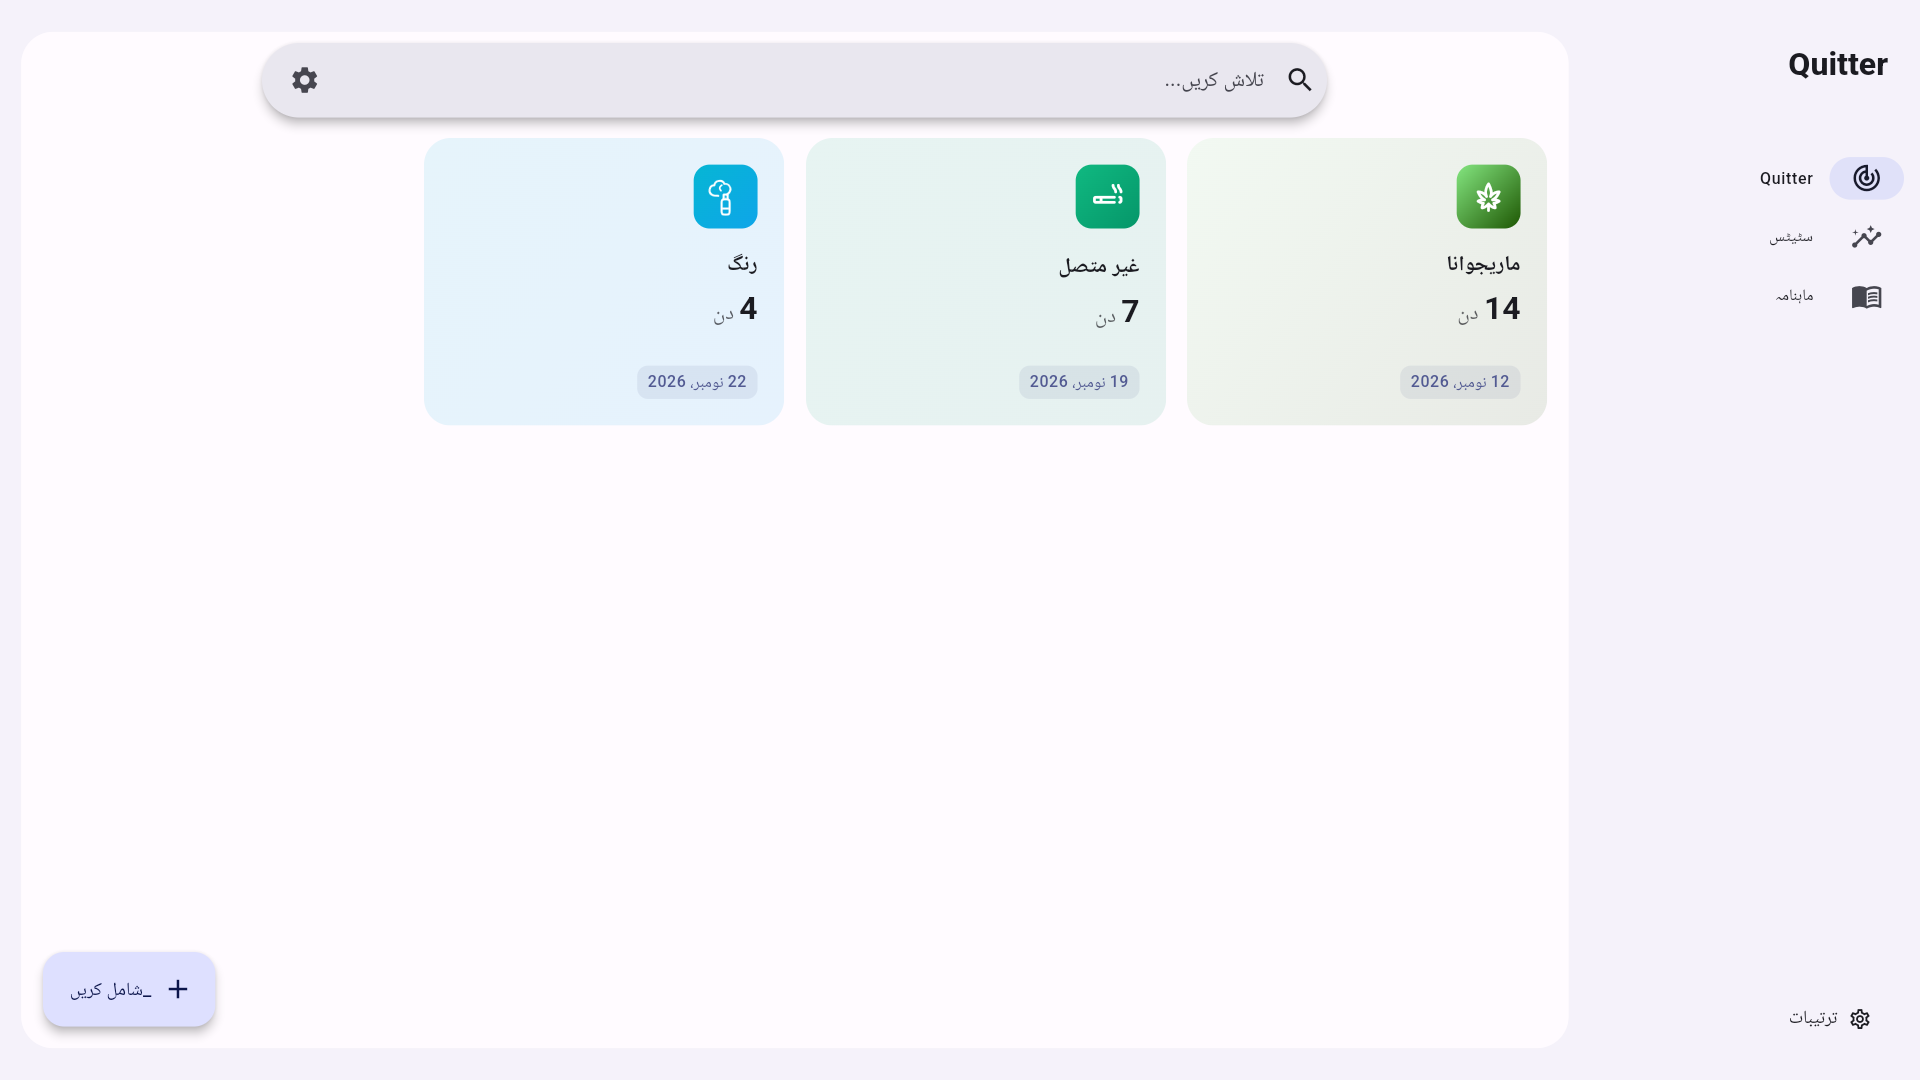 Quitter
Quitter
سٹیٹس
ماہنامہ
ترتیبات
تلاش کریں...
ماریجوانا
14 دن
12 نومبر، 2026
غیر متصل
7 دن
19 نومبر، 2026
رنگ
4 دن
22 نومبر، 2026
_شامل کریں